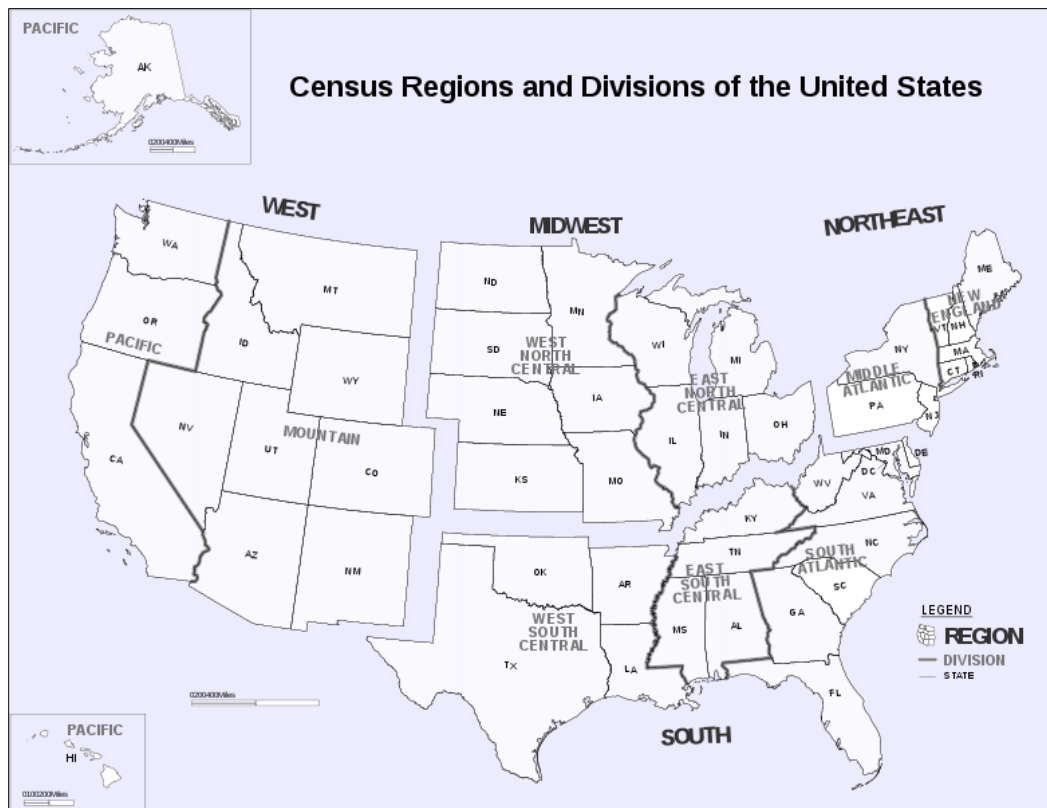 PACIFIC
AK
0200400Miles
Census Regions and Divisions of the United States
WEST
MIDWEST
NORTHEAST
WA
MT
ND
MN
ME
OR
ID
SD
WI
MI
NY
VT
NH
NEW
ENGLAND
MA
CT
RI
PACIFIC
WY
WEST
NORTH
CENTRAL
EAST
NORTH
CENTRAL
MIDDLE
ATLANTIC
PA
NJ
NE
IA
IL
IN
OH
NV
UT
MOUNTAIN
CO
CA
KS
MO
WV
MD
DE
DC
VA
KY
AZ
NM
OK
AR
TN
NC
EAST
SOUTH
CENTRAL
SOUTH
ATLANTIC
SC
WEST
SOUTH
CENTRAL
TX
LA
MS
AL
GA
FL
LEGEND
REGION
DIVISION
STATE
0200400Miles
SOUTH
PACIFIC
HI
0100200Miles